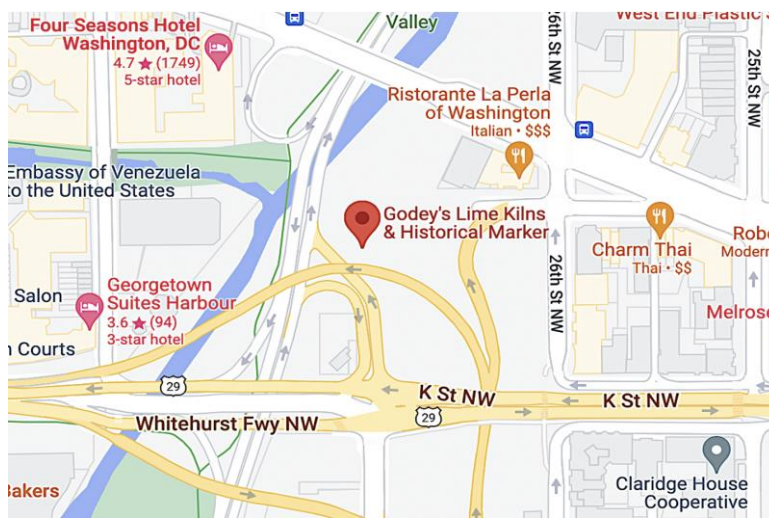 Four Seasons Hotel
Washington, DC
4.7 ★ (1749)
5-star hotel
Valley
26th St NW
West End Plastic S
25th St NW
Ristorante La Perla
of Washington
Italian • $$$
Embassy of Venezuela
to the United States
Godey's Lime Kilns
& Historical Marker
Charm Thai
Thai • $$
Robe
Modern
Georgetown
Suites Harbour
3.6 ★ (94)
3-star hotel
Salon
n Courts
26th St NW
Melrose
29
K St NW
K St NW
Whitehurst Fwy NW
29
Bakers
Claridge House
Cooperative